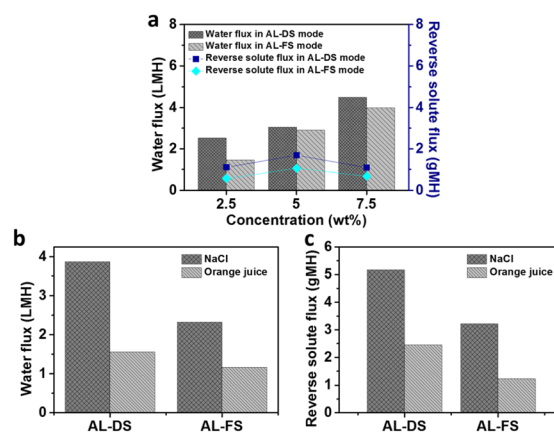 a
Water flux in AL-DS mode
Water flux in AL-FS mode
Reverse solute flux in AL-DS mode
Reverse solute flux in AL-FS mode
Water flux (LMH)
8
6
4
2
0
Reverse solute flux (gMH)
8
6
4
2
0
2.5 5 7.5
Concentration (wt%)
b
NaCl
Orange juice
Water flux (LMH)
4
3
2
1
0
AL-DS AL-FS
c
NaCl
Orange juice
Reverse solute flux (gMH)
6
5
4
3
2
1
0
AL-DS AL-FS